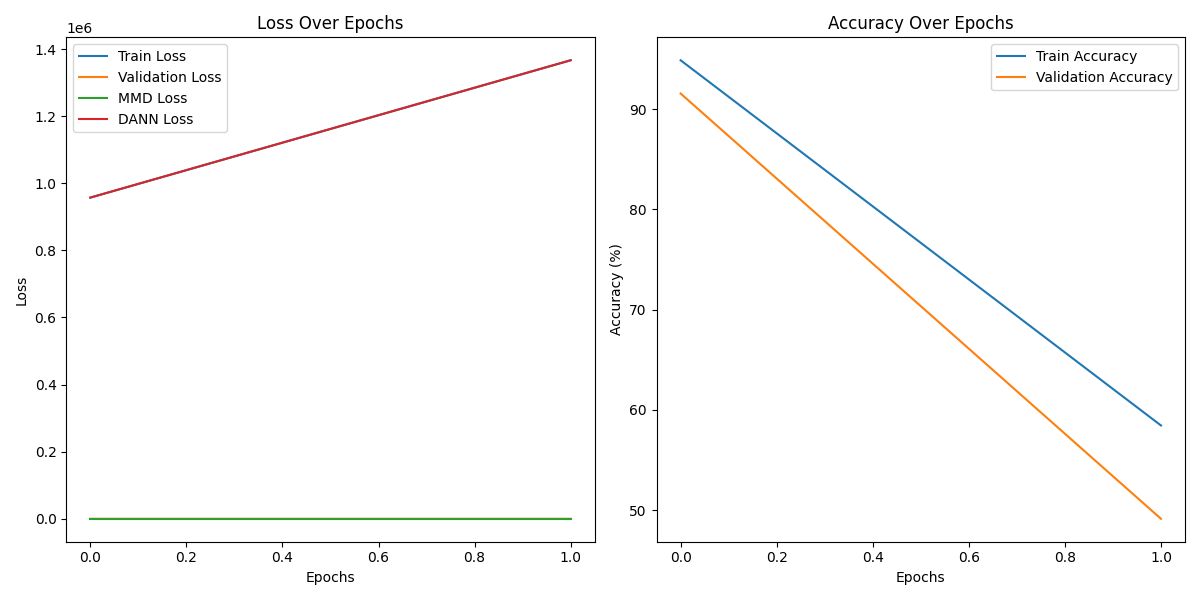 Loss Over Epochs
1e6
Train Loss
Validation Loss
MMD Loss
DANN Loss
1.4
1.2
1.0
0.8
0.6
0.4
0.2
0.0
Loss
0.0 0.2 0.4 0.6 0.8 1.0
Epochs
Accuracy Over Epochs
Train Accuracy
Validation Accuracy
90
80
70
60
50
Accuracy (%)
0.0 0.2 0.4 0.6 0.8 1.0
Epochs